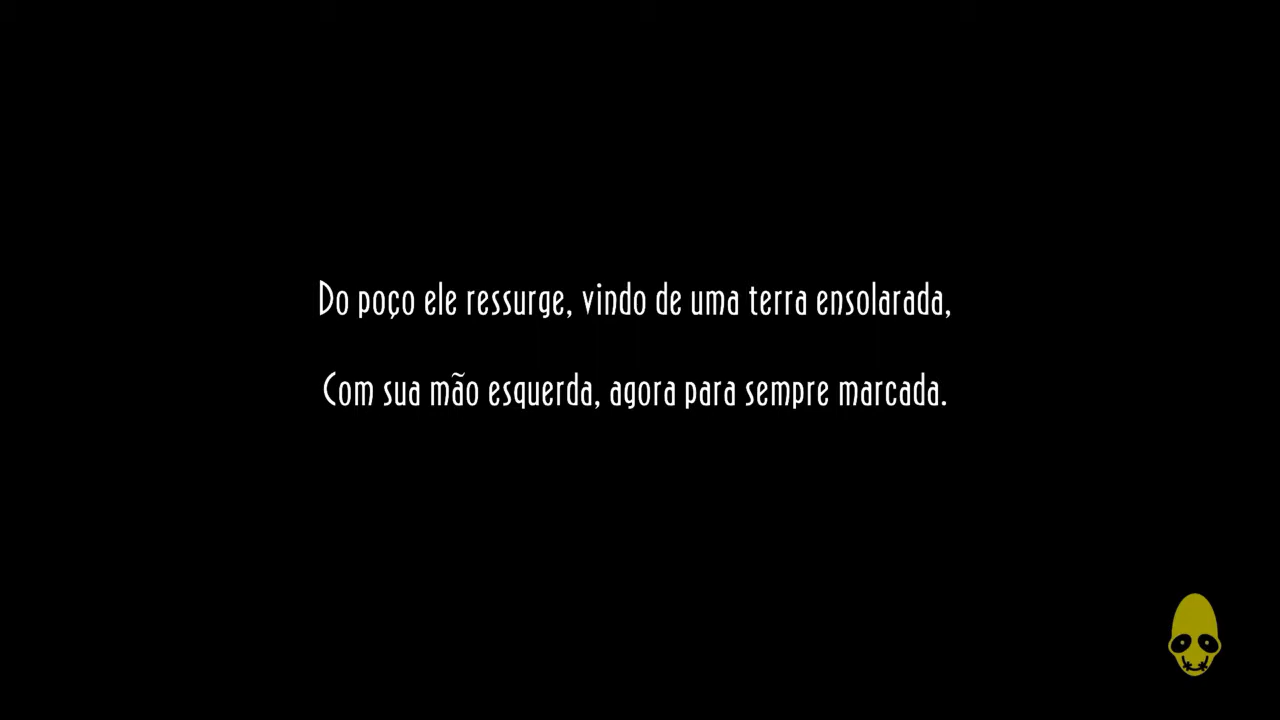 Do poço ele ressurge, vindo de uma terra ensolarada,
Com sua mão esquerda, agora para sempre marcada.